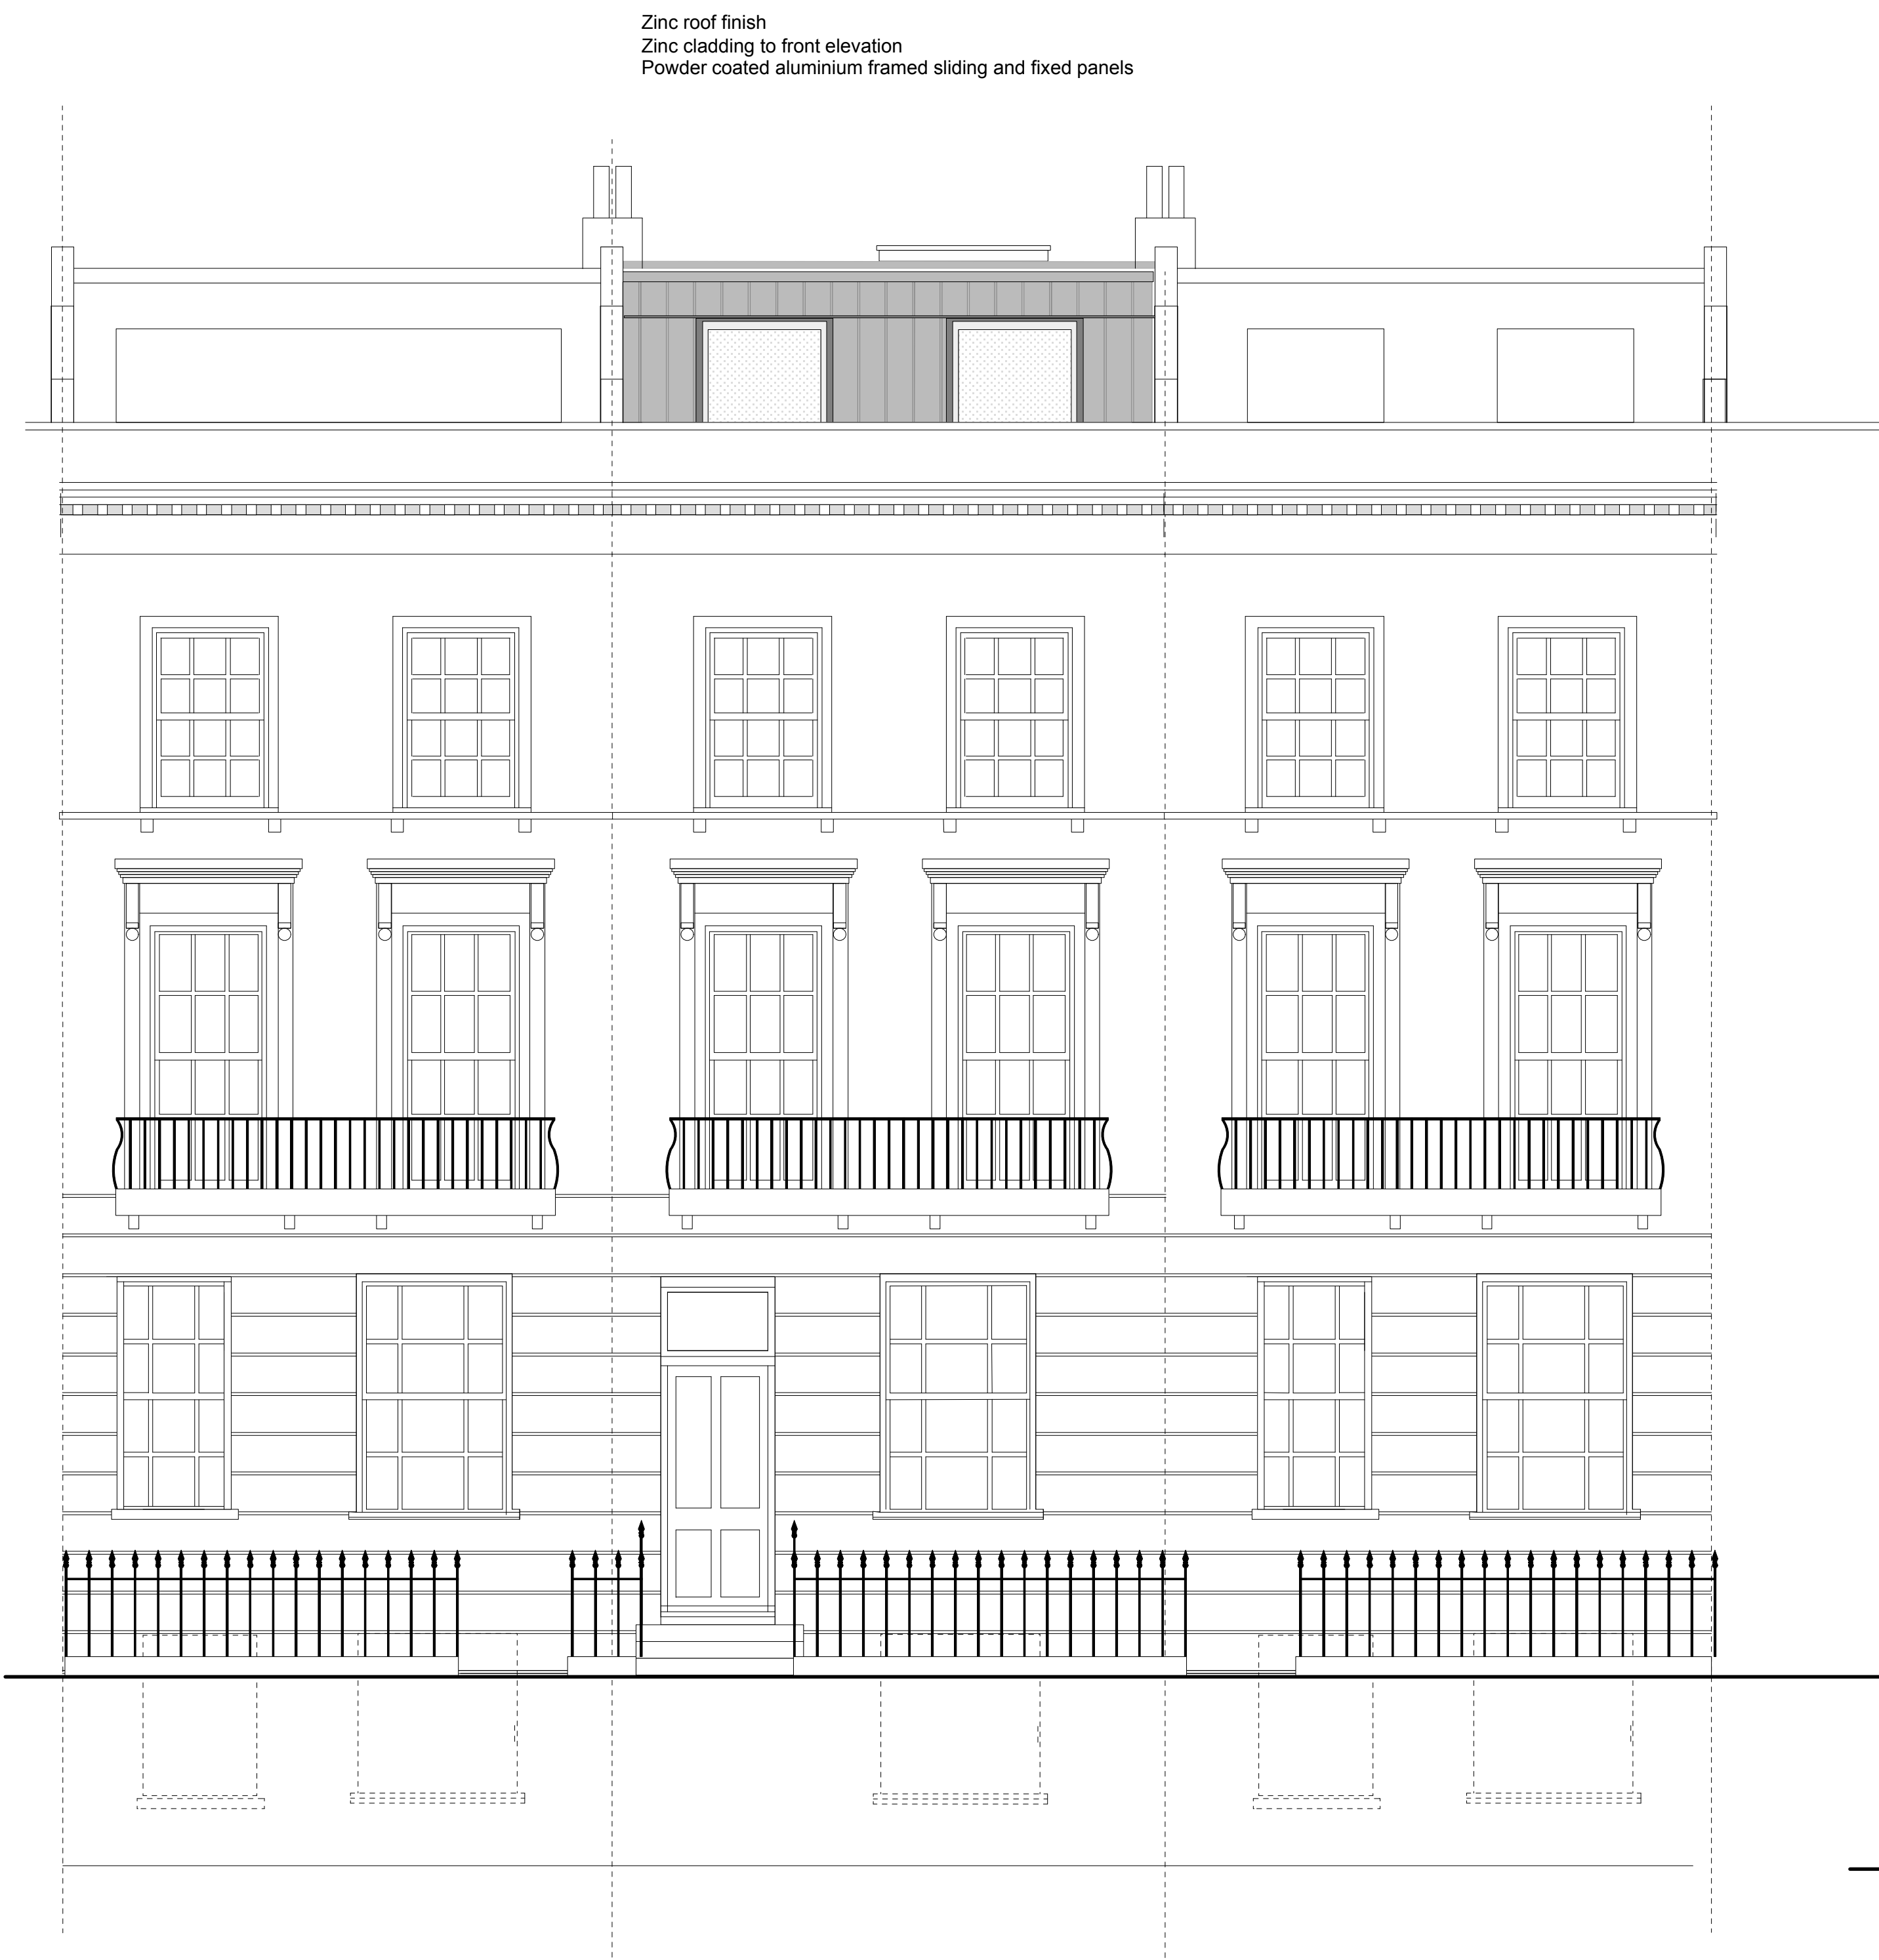 Zinc roof finish
Zinc cladding to front elevation
Powder coated aluminium framed sliding and fixed panels